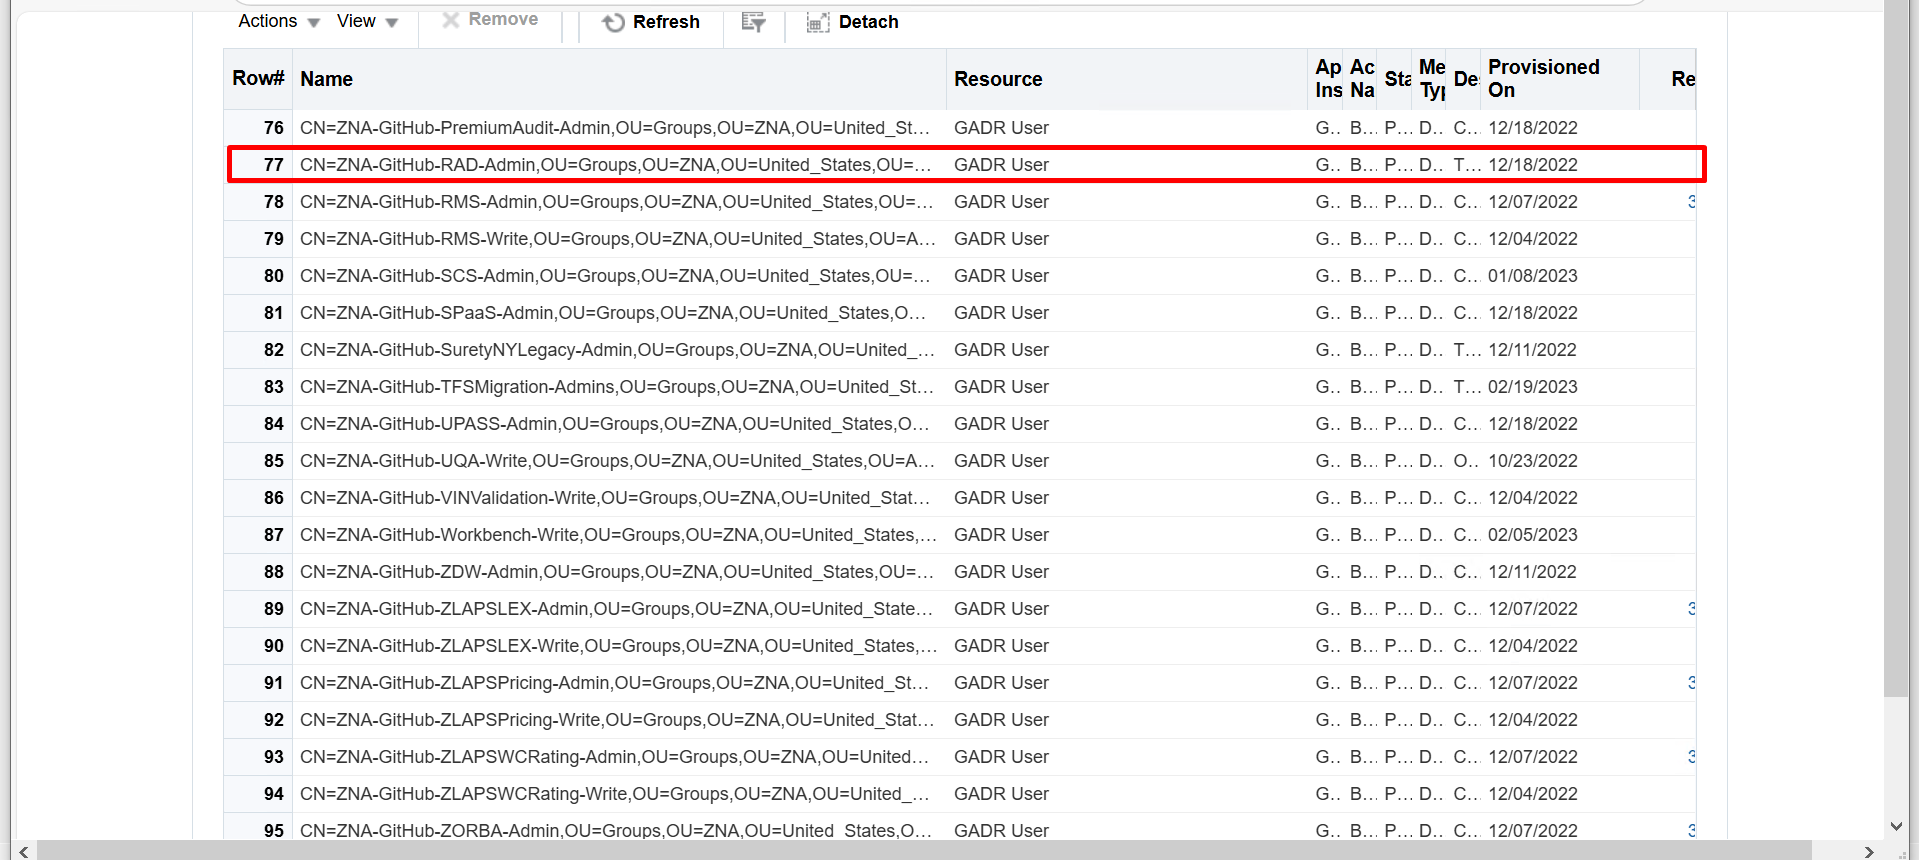 Actions View Remove Refresh Detach
Row# Name Resource Ap Ins Ac Na Sta Me Typ De Provisioned On Re
76 CN=ZNA-GitHub-PremiumAudit-Admin,OU=Groups,OU=ZNA,OU=United_St... GADR User G.. B... P... D.. C... 12/18/2022
77 CN=ZNA-GitHub-RAD-Admin,OU=Groups,OU=ZNA,OU=United_States,OU=... GADR User G.. B... P... D.. T... 12/18/2022
78 CN=ZNA-GitHub-RMS-Admin,OU=Groups,OU=ZNA,OU=United_States,OU=... GADR User G.. B... P... D.. C... 12/07/2022 3
79 CN=ZNA-GitHub-RMS-Write,OU=Groups,OU=ZNA,OU=United_States,OU=A... GADR User G.. B... P... D.. C... 12/04/2022
80 CN=ZNA-GitHub-SCS-Admin,OU=Groups,OU=ZNA,OU=United_States,OU=... GADR User G.. B... P... D.. C... 01/08/2023
81 CN=ZNA-GitHub-SPaaS-Admin,OU=Groups,OU=ZNA,OU=United_States,O... GADR User G.. B... P... D.. C... 12/18/2022
82 CN=ZNA-GitHub-SuretyNYLegacy-Admin,OU=Groups,OU=ZNA,OU=United_... GADR User G.. B... P... D.. T... 12/11/2022
83 CN=ZNA-GitHub-TFSMigration-Admins,OU=Groups,OU=ZNA,OU=United_St... GADR User G.. B... P... D.. T... 02/19/2023
84 CN=ZNA-GitHub-UPASS-Admin,OU=Groups,OU=ZNA,OU=United_States,O... GADR User G.. B... P... D.. C... 12/18/2022
85 CN=ZNA-GitHub-UQA-Write,OU=Groups,OU=ZNA,OU=United_States,OU=A... GADR User G.. B... P... D.. O.. 10/23/2022
86 CN=ZNA-GitHub-VINValidation-Write,OU=Groups,OU=ZNA,OU=United_Stat... GADR User G.. B... P... D.. C... 12/04/2022
87 CN=ZNA-GitHub-Workbench-Write,OU=Groups,OU=ZNA,OU=United_States,... GADR User G.. B... P... D.. C... 02/05/2023
88 CN=ZNA-GitHub-ZDW-Admin,OU=Groups,OU=ZNA,OU=United_States,OU=... GADR User G.. B... P... D.. C... 12/11/2022
89 CN=ZNA-GitHub-ZLAPSLEX-Admin,OU=Groups,OU=ZNA,OU=United_State... GADR User G.. B... P... D.. C... 12/07/2022 3
90 CN=ZNA-GitHub-ZLAPSLEX-Write,OU=Groups,OU=ZNA,OU=United_States,... GADR User G.. B... P... D.. C... 12/04/2022
91 CN=ZNA-GitHub-ZLAPSPricing-Admin,OU=Groups,OU=ZNA,OU=United_St... GADR User G.. B... P... D.. C... 12/07/2022 3
92 CN=ZNA-GitHub-ZLAPSPricing-Write,OU=Groups,OU=ZNA,OU=United_Stat... GADR User G.. B... P... D.. C... 12/04/2022
93 CN=ZNA-GitHub-ZLAPSWCRating-Admin,OU=Groups,OU=ZNA,OU=United... GADR User G.. B... P... D.. C... 12/07/2022 3
94 CN=ZNA-GitHub-ZLAPSWCRating-Write,OU=Groups,OU=ZNA,OU=United_... GADR User G.. B... P... D.. C... 12/04/2022
95 CN=ZNA-GitHub-ZORBA-Admin,OU=Groups,OU=ZNA,OU=United_States,O... GADR User G.. B... P... D.. C... 12/07/2022 3